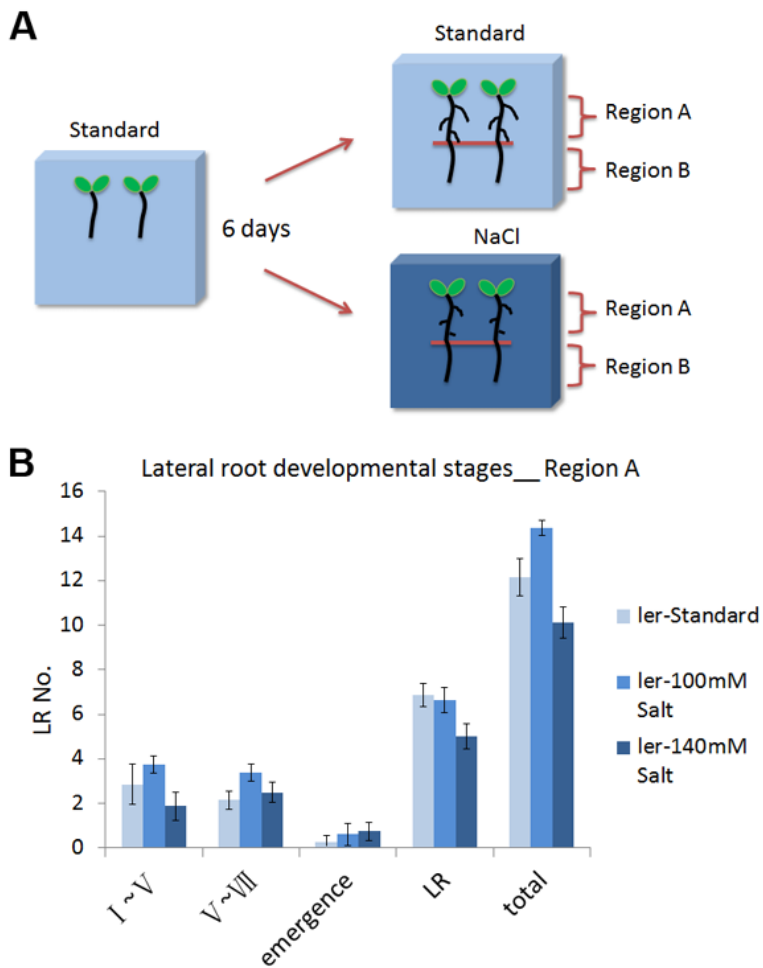 A
Standard
6 days
Standard
Region A
Region B
NaCl
Region A
Region B
B
Lateral root developmental stages__ Region A
LR No.
16
14
12
10
8
6
4
2
0
Ⅰ~Ⅴ
Ⅴ~Ⅶ
emergence
LR
total
ler-Standard
ler-100mM
Salt
ler-140mM
Salt